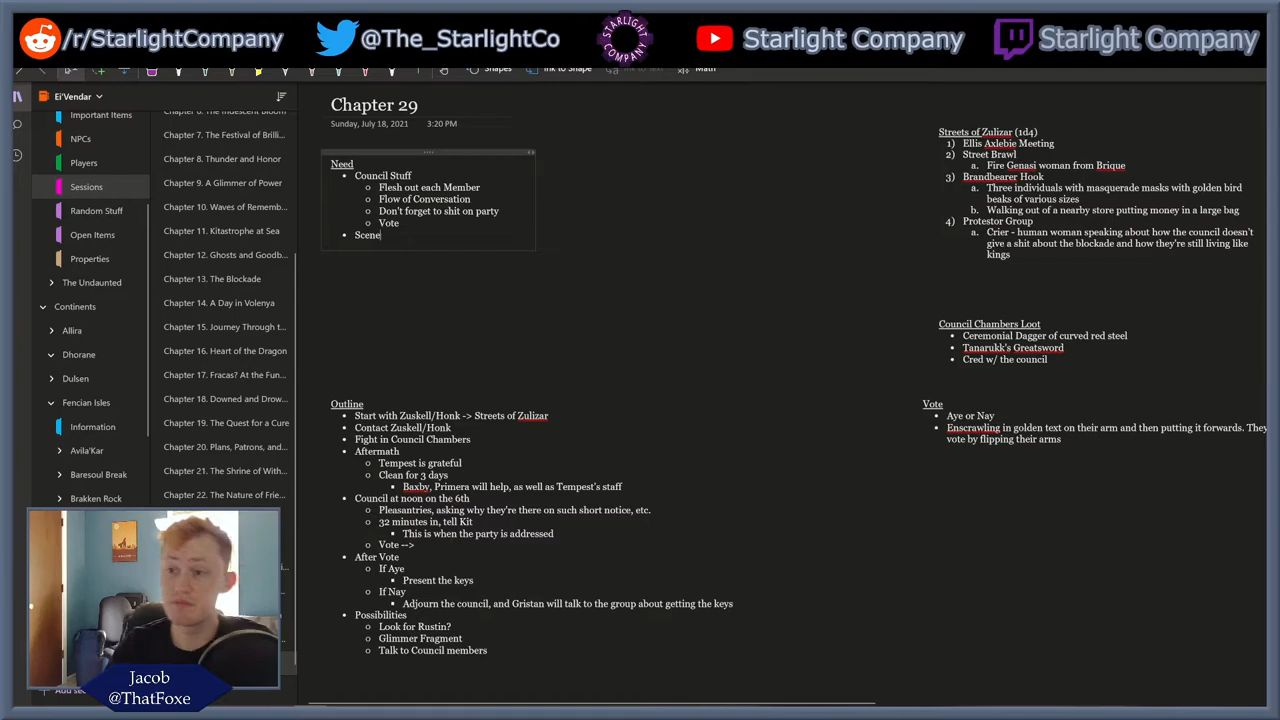 /r/StarlightCompany
@The_StarlightCo
STARLIGHT COMPANY
Starlight Company
Starlight Company
Shapes
Ink to Shape
Math
Ei'Vendar
Important Items
NPCs
Players
Sessions
Random Stuff
Open Items
Properties
The Undaunted
Continents
Allira
Dhorane
Dulsen
Fencian Isles
Information
Avila'Kar
Baresoul Break
Brakken Rock
Chapter 7. The Festival of Brilli...
Chapter 8. Thunder and Honor
Chapter 9. A Glimmer of Power
Chapter 10. Waves of Rememb...
Chapter 11. Kitastrophe at Sea
Chapter 12. Ghosts and Goodb...
Chapter 13. The Blockade
Chapter 14. A Day in Volenya
Chapter 15. Journey Through t...
Chapter 16. Heart of the Dragon
Chapter 17. Fracas? At the Fun...
Chapter 18. Downed and Drow...
Chapter 19. The Quest for a Cure
Chapter 20. Plans, Patrons, and...
Chapter 21. The Shrine of With...
Chapter 22. The Nature of Frie...
Chapter 29
Sunday, July 18, 2021 3:20 PM
Need
Council Stuff
Flesh out each Member
Flow of Conversation
Don't forget to shit on party
Vote
Scene
Outline
Start with Zuskell/Honk -> Streets of Zulizar
Contact Zuskell/Honk
Fight in Council Chambers
Aftermath
Tempest is grateful
Clean for 3 days
Baxby, Primera will help, as well as Tempest's staff
Council at noon on the 6th
Pleasantries, asking why they're there on such short notice, etc.
32 minutes in, tell Kit
This is when the party is addressed
Vote -->
After Vote
If Aye
Present the keys
If Nay
Adjourn the council, and Gristan will talk to the group about getting the keys
Possibilities
Look for Rustin?
Glimmer Fragment
Talk to Council members
Streets of Zulizar (1d4)
1) Ellis Axlebie Meeting
2) Street Brawl
a. Fire Genasi woman from Brique
3) Brandbearer Hook
a. Three individuals with masquerade masks with golden bird
beaks of various sizes
b. Walking out of a nearby store putting money in a large bag
4) Protestor Group
a. Crier - human woman speaking about how the council doesn't
give a shit about the blockade and how they're still living like
kings
Council Chambers Loot
Ceremonial Dagger of curved red steel
Tanarukk's Greatsword
Cred w/ the council
Vote
Aye or Nay
Enscrawling in golden text on their arm and then putting it forwards. They
vote by flipping their arms
Jacob
@ThatFoxe